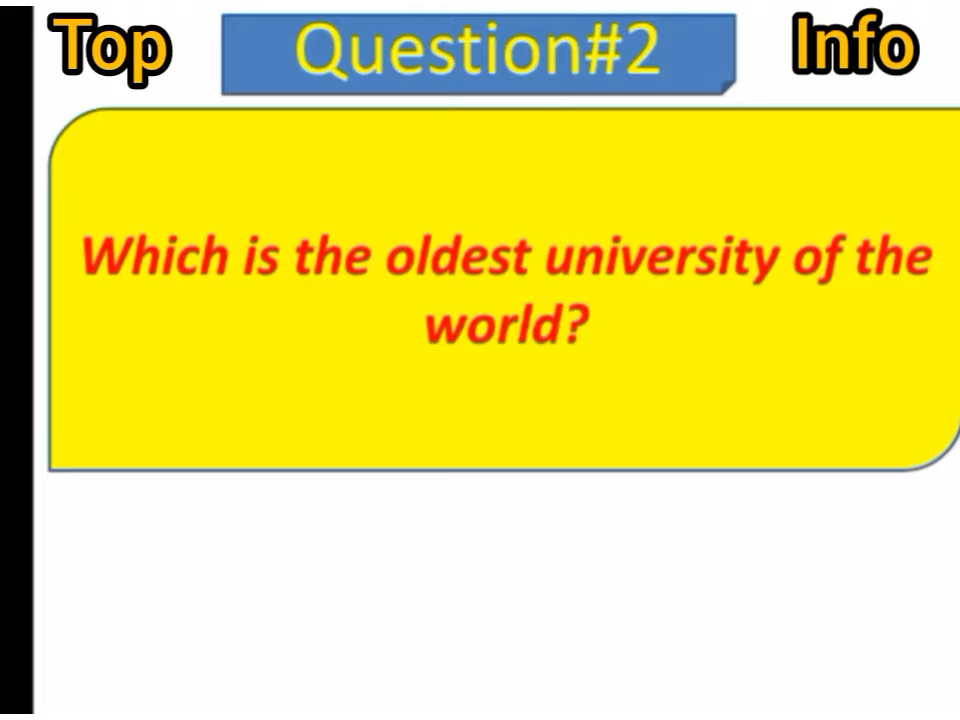 Top
Question#2
Info
Which is the oldest university of the
world?